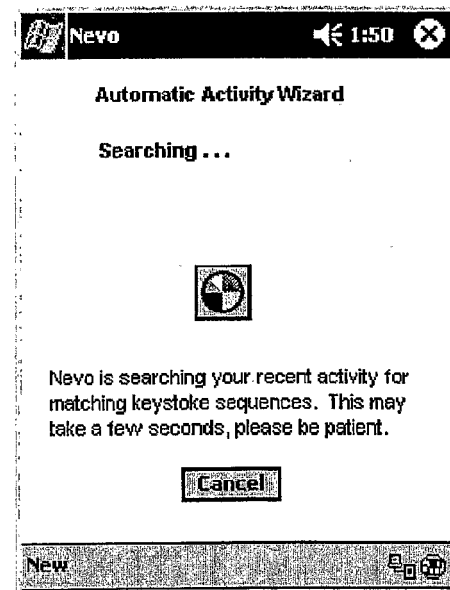 Nevo 1:50
Automatic Activity Wizard
Searching . . .
Nevo is searching your recent activity for
matching keystoke sequences. This may
take a few seconds, please be patient.
Cancel
New